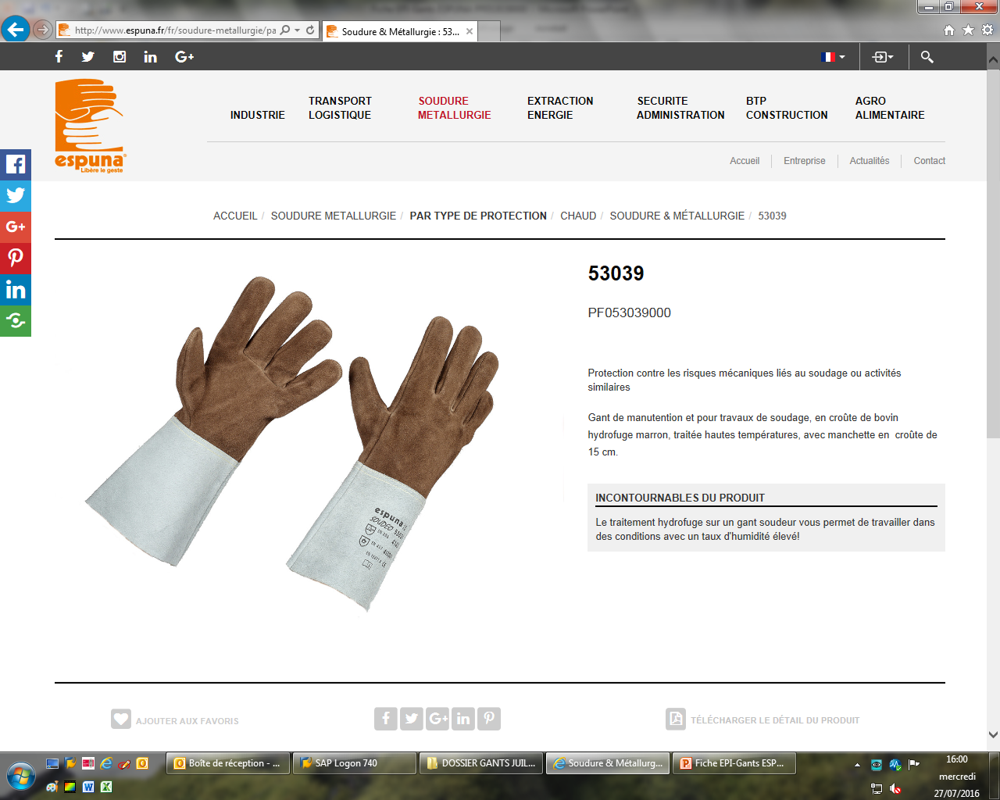 http://www.espuna.fr/fr/soudure-metallurgie/pa
Soudure & Métallurgie : 53...
INDUSTRIE
TRANSPORT
LOGISTIQUE
SOUDURE
METALLURGIE
EXTRACTION
ENERGIE
SECURITE
ADMINISTRATION
BTP
CONSTRUCTION
AGRO
ALIMENTAIRE
espuna
Libère le geste
Accueil
Entreprise
Actualités
Contact
ACCUEIL / SOUDURE METALLURGIE / PAR TYPE DE PROTECTION / CHAUD / SOUDURE & MÉTALLURGIE / 53039
53039
PF053039000
Protection contre les risques mécaniques liés au soudage ou activités
similaires
Gant de manutention et pour travaux de soudage, en croûte de bovin
hydrofuge marron, traitée hautes températures, avec manchette en croûte de
15 cm.
INCONTOURNABLES DU PRODUIT
Le traitement hydrofuge sur un gant soudeur vous permet de travailler dans
des conditions avec un taux d'humidité élevé!
espuna
EN 388
EN 407
AJOUTER AUX FAVORIS
TÉLÉCHARGER LE DÉTAIL DU PRODUIT
Boîte de réception - ...
SAP Logon 740
DOSSIER GANTS JUIL...
Soudure & Métallurg...
Fiche EPI-Gants ESP...
16:00
mercredi
27/07/2016